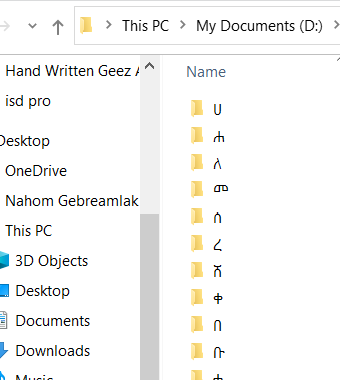 This PC > My Documents (D:) >
Name
Hand Written Geez
isd pro
Desktop
OneDrive
Nahom Gebreamlak
This PC
3D Objects
Desktop
Documents
Downloads
Music
ሀ
ሐ
ለ
መ
ሰ
ረ
ሸ
ቀ
በ
ቡ